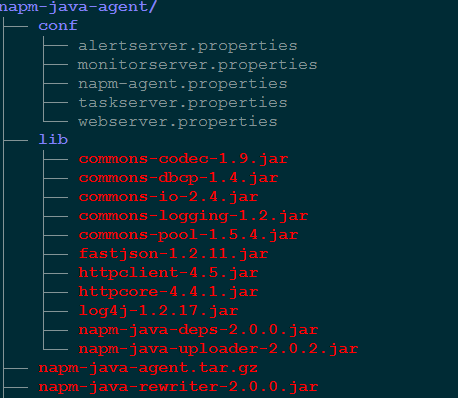 napm-java-agent/
├── conf
│   ├── alertserver.properties
│   ├── monitorserver.properties
│   ├── napm-agent.properties
│   ├── taskserver.properties
│   └── webserver.properties
├── lib
│   ├── commons-codec-1.9.jar
│   ├── commons-dbcp-1.4.jar
│   ├── commons-io-2.4.jar
│   ├── commons-logging-1.2.jar
│   ├── commons-pool-1.5.4.jar
│   ├── fastjson-1.2.11.jar
│   ├── httpclient-4.5.jar
│   ├── httpcore-4.4.1.jar
│   ├── log4j-1.2.17.jar
│   ├── napm-java-deps-2.0.0.jar
│   └── napm-java-uploader-2.0.2.jar
├── napm-java-agent.tar.gz
├── napm-java-rewriter-2.0.0.jar